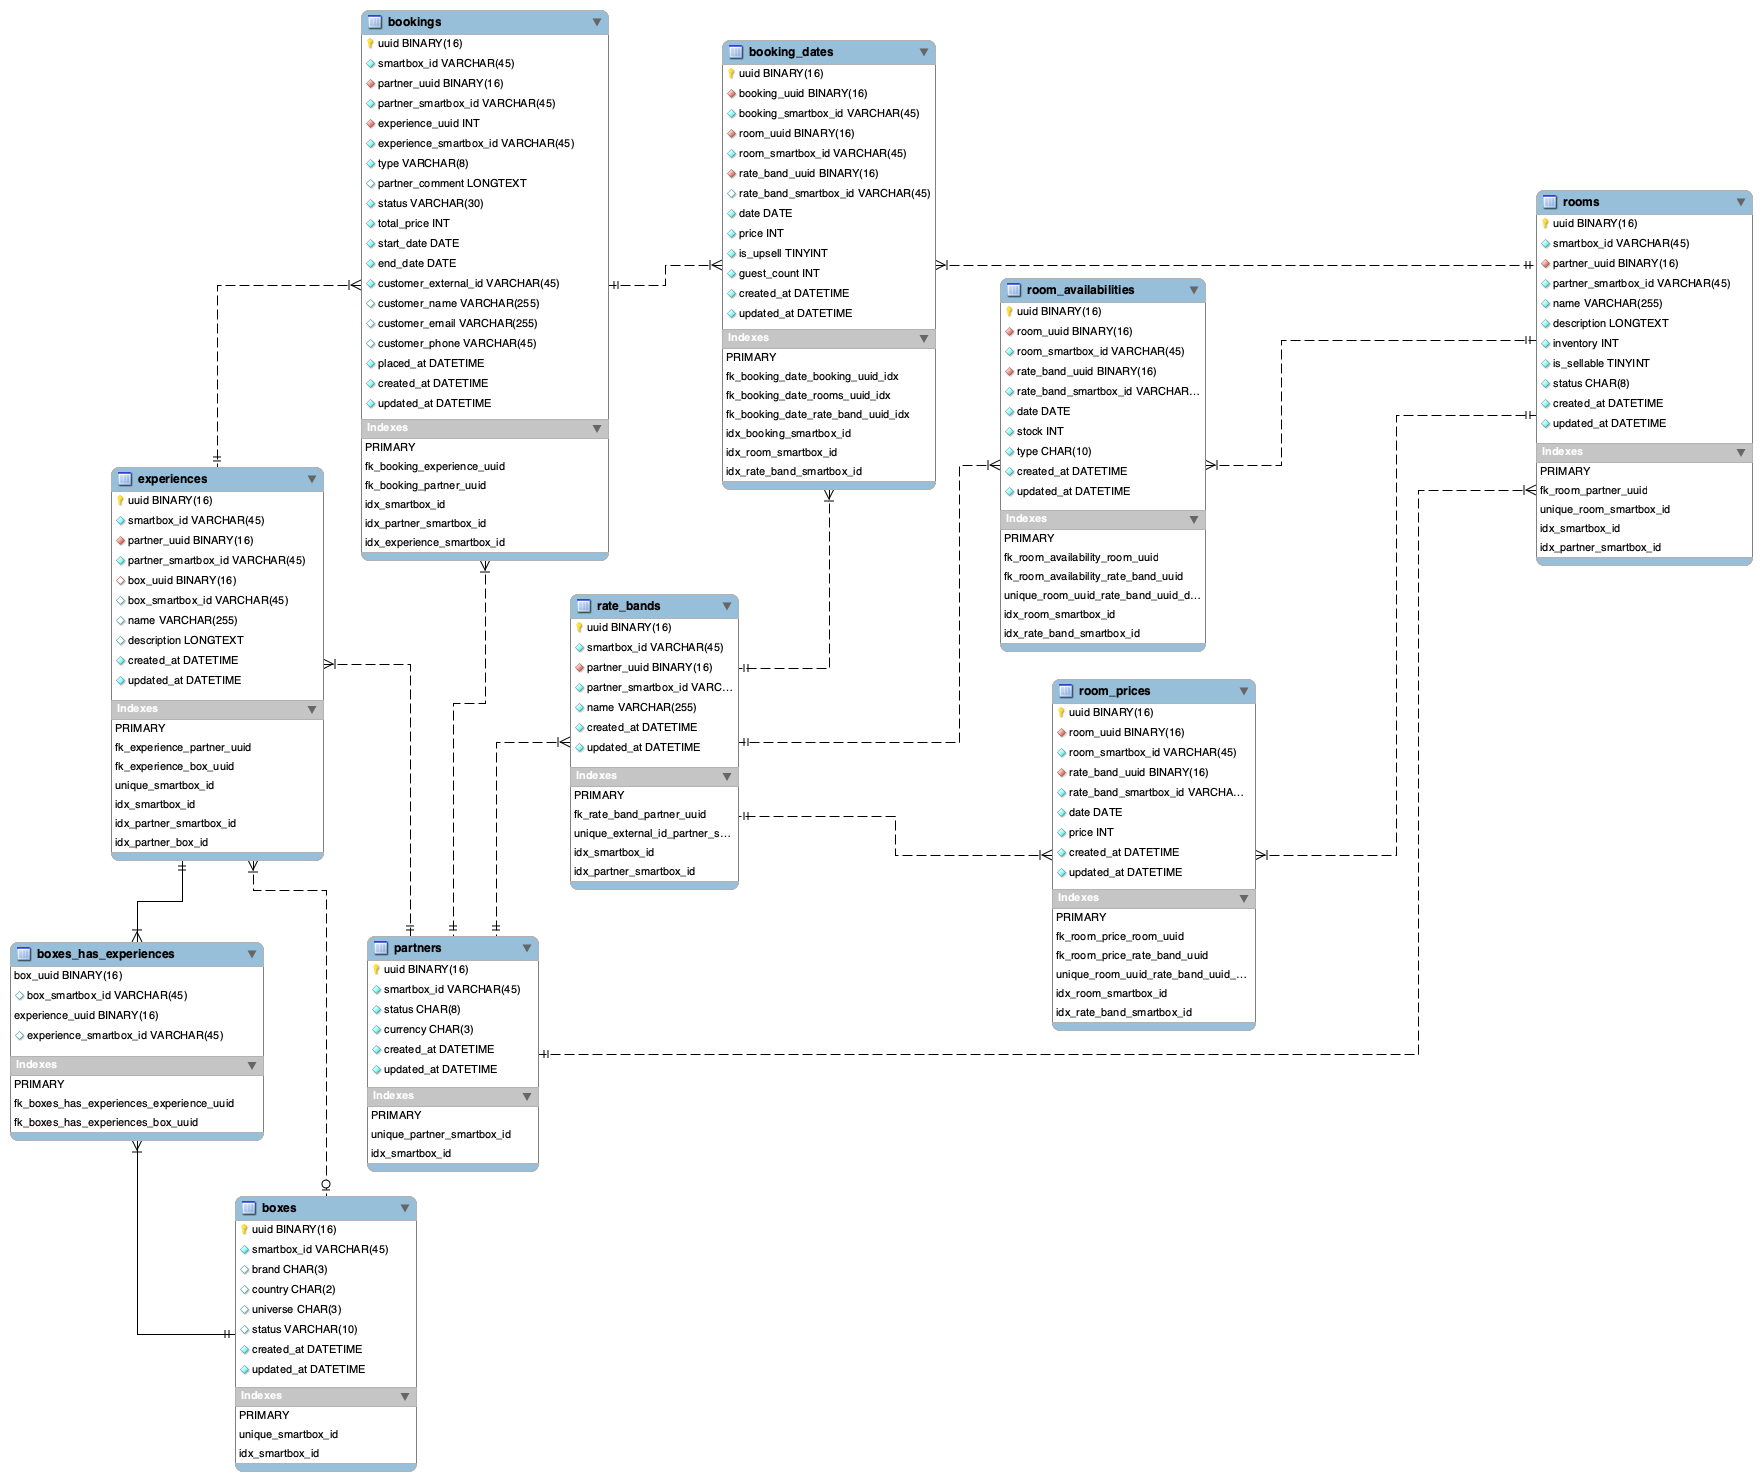 bookings
uuid BINARY(16)
smartbox_id VARCHAR(45)
partner_uuid BINARY(16)
partner_smartbox_id VARCHAR(45)
experience_uuid INT
experience_smartbox_id VARCHAR(45)
type VARCHAR(8)
partner_comment LONGTEXT
status VARCHAR(30)
total_price INT
start_date DATE
end_date DATE
customer_external_id VARCHAR(45)
customer_name VARCHAR(255)
customer_email VARCHAR(255)
customer_phone VARCHAR(45)
placed_at DATETIME
created_at DATETIME
updated_at DATETIME
Indexes
PRIMARY
fk_booking_experience_uuid
fk_booking_partner_uuid
idx_smartbox_id
idx_partner_smartbox_id
idx_experience_smartbox_id
booking_dates
uuid BINARY(16)
booking_uuid BINARY(16)
booking_smartbox_id VARCHAR(45)
room_uuid BINARY(16)
room_smartbox_id VARCHAR(45)
rate_band_uuid BINARY(16)
rate_band_smartbox_id VARCHAR(45)
date DATE
price INT
is_upsell TINYINT
guest_count INT
created_at DATETIME
updated_at DATETIME
Indexes
PRIMARY
fk_booking_date_booking_uuid_idx
fk_booking_date_rooms_uuid_idx
fk_booking_date_rate_band_uuid_idx
idx_booking_smartbox_id
idx_room_smartbox_id
idx_rate_band_smartbox_id
rooms
uuid BINARY(16)
smartbox_id VARCHAR(45)
partner_uuid BINARY(16)
partner_smartbox_id VARCHAR(45)
name VARCHAR(255)
description LONGTEXT
inventory INT
is_sellable TINYINT
status CHAR(8)
created_at DATETIME
updated_at DATETIME
Indexes
PRIMARY
fk_room_partner_uuid
unique_room_smartbox_id
idx_smartbox_id
idx_partner_smartbox_id
room_availabilities
uuid BINARY(16)
room_uuid BINARY(16)
room_smartbox_id VARCHAR(45)
rate_band_uuid BINARY(16)
rate_band_smartbox_id VARCHAR...
date DATE
stock INT
type CHAR(10)
created_at DATETIME
updated_at DATETIME
Indexes
PRIMARY
fk_room_availability_room_uuid
fk_room_availability_rate_band_uuid
unique_room_uuid_rate_band_uuid_d...
idx_room_smartbox_id
idx_rate_band_smartbox_id
experiences
uuid BINARY(16)
smartbox_id VARCHAR(45)
partner_uuid BINARY(16)
partner_smartbox_id VARCHAR(45)
box_uuid BINARY(16)
box_smartbox_id VARCHAR(45)
name VARCHAR(255)
description LONGTEXT
created_at DATETIME
updated_at DATETIME
Indexes
PRIMARY
fk_experience_partner_uuid
fk_experience_box_uuid
unique_smartbox_id
idx_smartbox_id
idx_partner_smartbox_id
idx_partner_box_id
rate_bands
uuid BINARY(16)
smartbox_id VARCHAR(45)
partner_uuid BINARY(16)
partner_smartbox_id VARC...
name VARCHAR(255)
created_at DATETIME
updated_at DATETIME
Indexes
PRIMARY
fk_rate_band_partner_uuid
unique_external_id_partner_s...
idx_smartbox_id
idx_partner_smartbox_id
room_prices
uuid BINARY(16)
room_uuid BINARY(16)
room_smartbox_id VARCHAR(45)
rate_band_uuid BINARY(16)
rate_band_smartbox_id VARCHA...
date DATE
price INT
created_at DATETIME
updated_at DATETIME
Indexes
PRIMARY
fk_room_price_room_uuid
fk_room_price_rate_band_uuid
unique_room_uuid_rate_band_uuid_...
idx_room_smartbox_id
idx_rate_band_smartbox_id
boxes_has_experiences
box_uuid BINARY(16)
box_smartbox_id VARCHAR(45)
experience_uuid BINARY(16)
experience_smartbox_id VARCHAR(45)
Indexes
PRIMARY
fk_boxes_has_experiences_experience_uuid
fk_boxes_has_experiences_box_uuid
partners
uuid BINARY(16)
smartbox_id VARCHAR(45)
status CHAR(8)
currency CHAR(3)
created_at DATETIME
updated_at DATETIME
Indexes
PRIMARY
unique_partner_smartbox_id
idx_smartbox_id
boxes
uuid BINARY(16)
smartbox_id VARCHAR(45)
brand CHAR(3)
country CHAR(2)
universe CHAR(3)
status VARCHAR(10)
created_at DATETIME
updated_at DATETIME
Indexes
PRIMARY
unique_smartbox_id
idx_smartbox_id